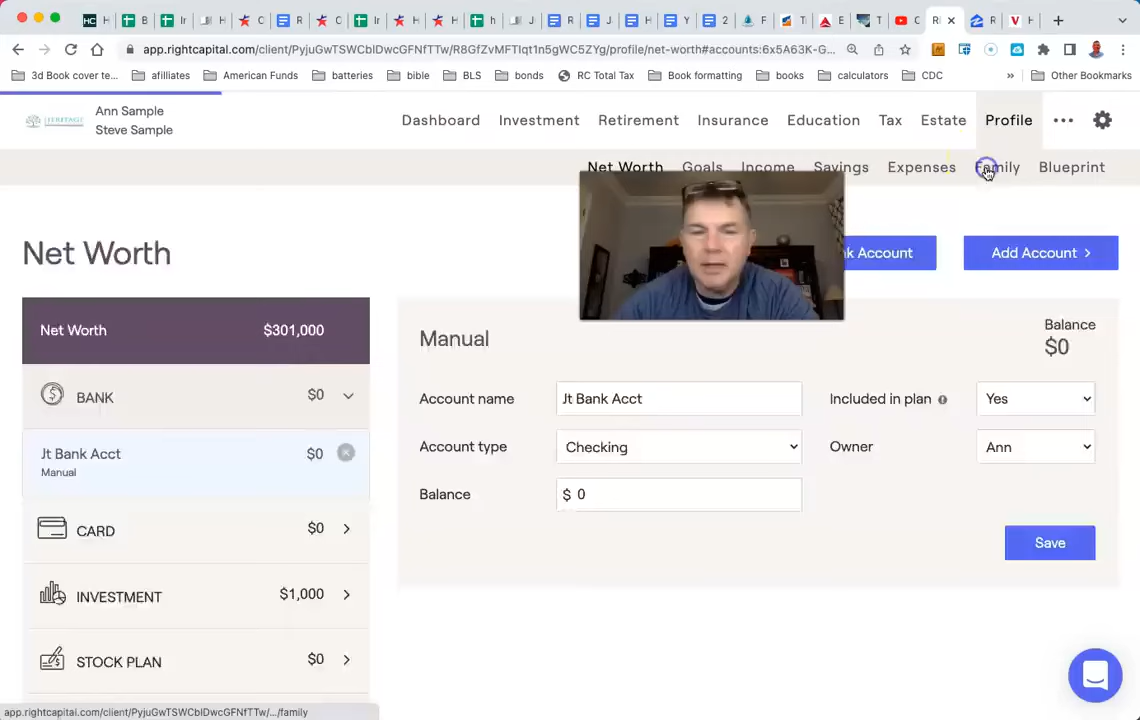 app.rightcapital.com/client/PyjuGwTSWCbIDwcGFNfTTw/R8GfZvMFTIqt1n5gWC5ZYg/profile/net-worth#accounts:6x5A63K-G...
3d Book cover te... afiliates American Funds batteries bible BLS bonds RC Total Tax Book formatting books calculators CDC » Other Bookmarks
HERITAGE
Ann Sample
Steve Sample
Dashboard Investment Retirement Insurance Education Tax Estate Profile
Net Worth Goals Income Savings Expenses Family Blueprint
Net Worth
Account
Add Account
Net Worth $301,000
BANK $0
Jt Bank Acct $0
Manual
CARD $0
INVESTMENT $1,000
STOCK PLAN $0
Manual
Balance
$0
Account name Jt Bank Acct Included in plan Yes
Account type Checking Owner Ann
Balance $ 0
Save
app.rightcapital.com/client/PyjuGwTSWCbIDwcGFNfTTw/.../family